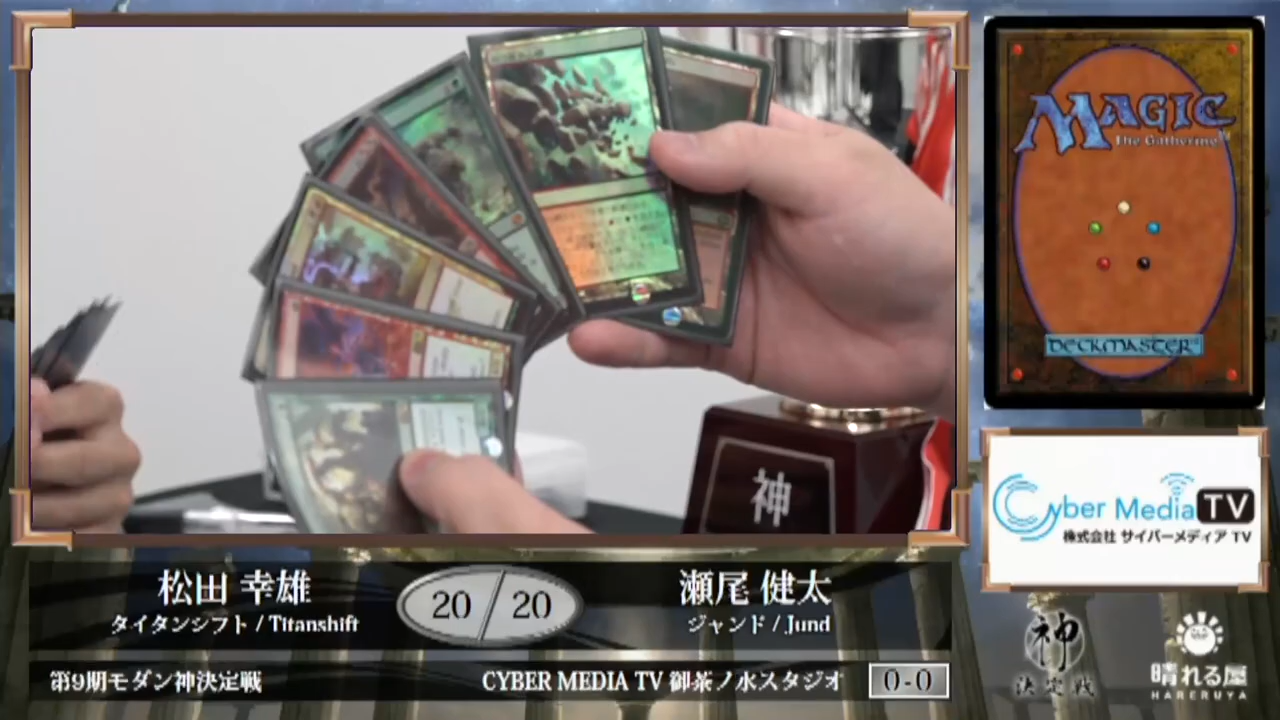 MAGIC
The Gathering
DECKMASTER
神
Cyber Media TV
株式会社 サイバーメディア TV
松田 幸雄
タイタンシフト / Titanshift
20 / 20
瀬尾 健太
ジャンド / Jund
第9期モダン神決定戦
CYBER MEDIA TV 御茶ノ水スタジオ
0-0
神
決定戦
晴れる屋
HARERUYA